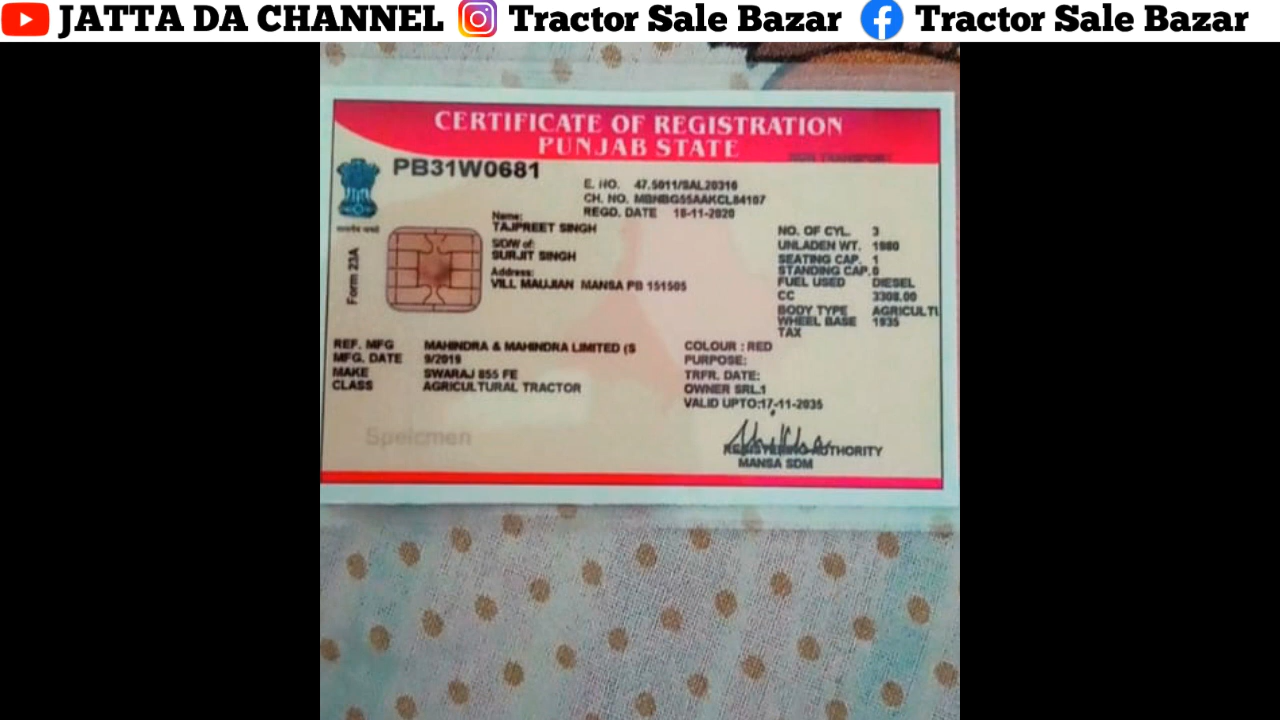 JATTA DA CHANNEL Tractor Sale Bazar Tractor Sale Bazar
CERTIFICATE OF REGISTRATION
PUNJAB STATE
NON TRANSPORT
PB31W0681
E. NO. 47.5011/SAL20316
CH. NO. MBNBG55AAKCL84107
REGD. DATE 18-11-2020
Name:
TAJPREET SINGH
S/D/W of:
SURJIT SINGH
Address:
VILL MAUJIAN MANSA PB 151505
Form 23A
NO. OF CYL. 3
UNLADEN WT. 1980
SEATING CAP. 1
STANDING CAP.0
FUEL USED DIESEL
CC 3308.00
BODY TYPE AGRICULTU
WHEEL BASE 1935
TAX
REF. MFG MAHINDRA & MAHINDRA LIMITED (S
MFG. DATE 9/2019
MAKE SWARAJ 855 FE
CLASS AGRICULTURAL TRACTOR
COLOUR : RED
PURPOSE:
TRFR. DATE:
OWNER SRL.1
VALID UPTO:17-11-2035
Speicmen
REGISTERING AUTHORITY
MANSA SDM